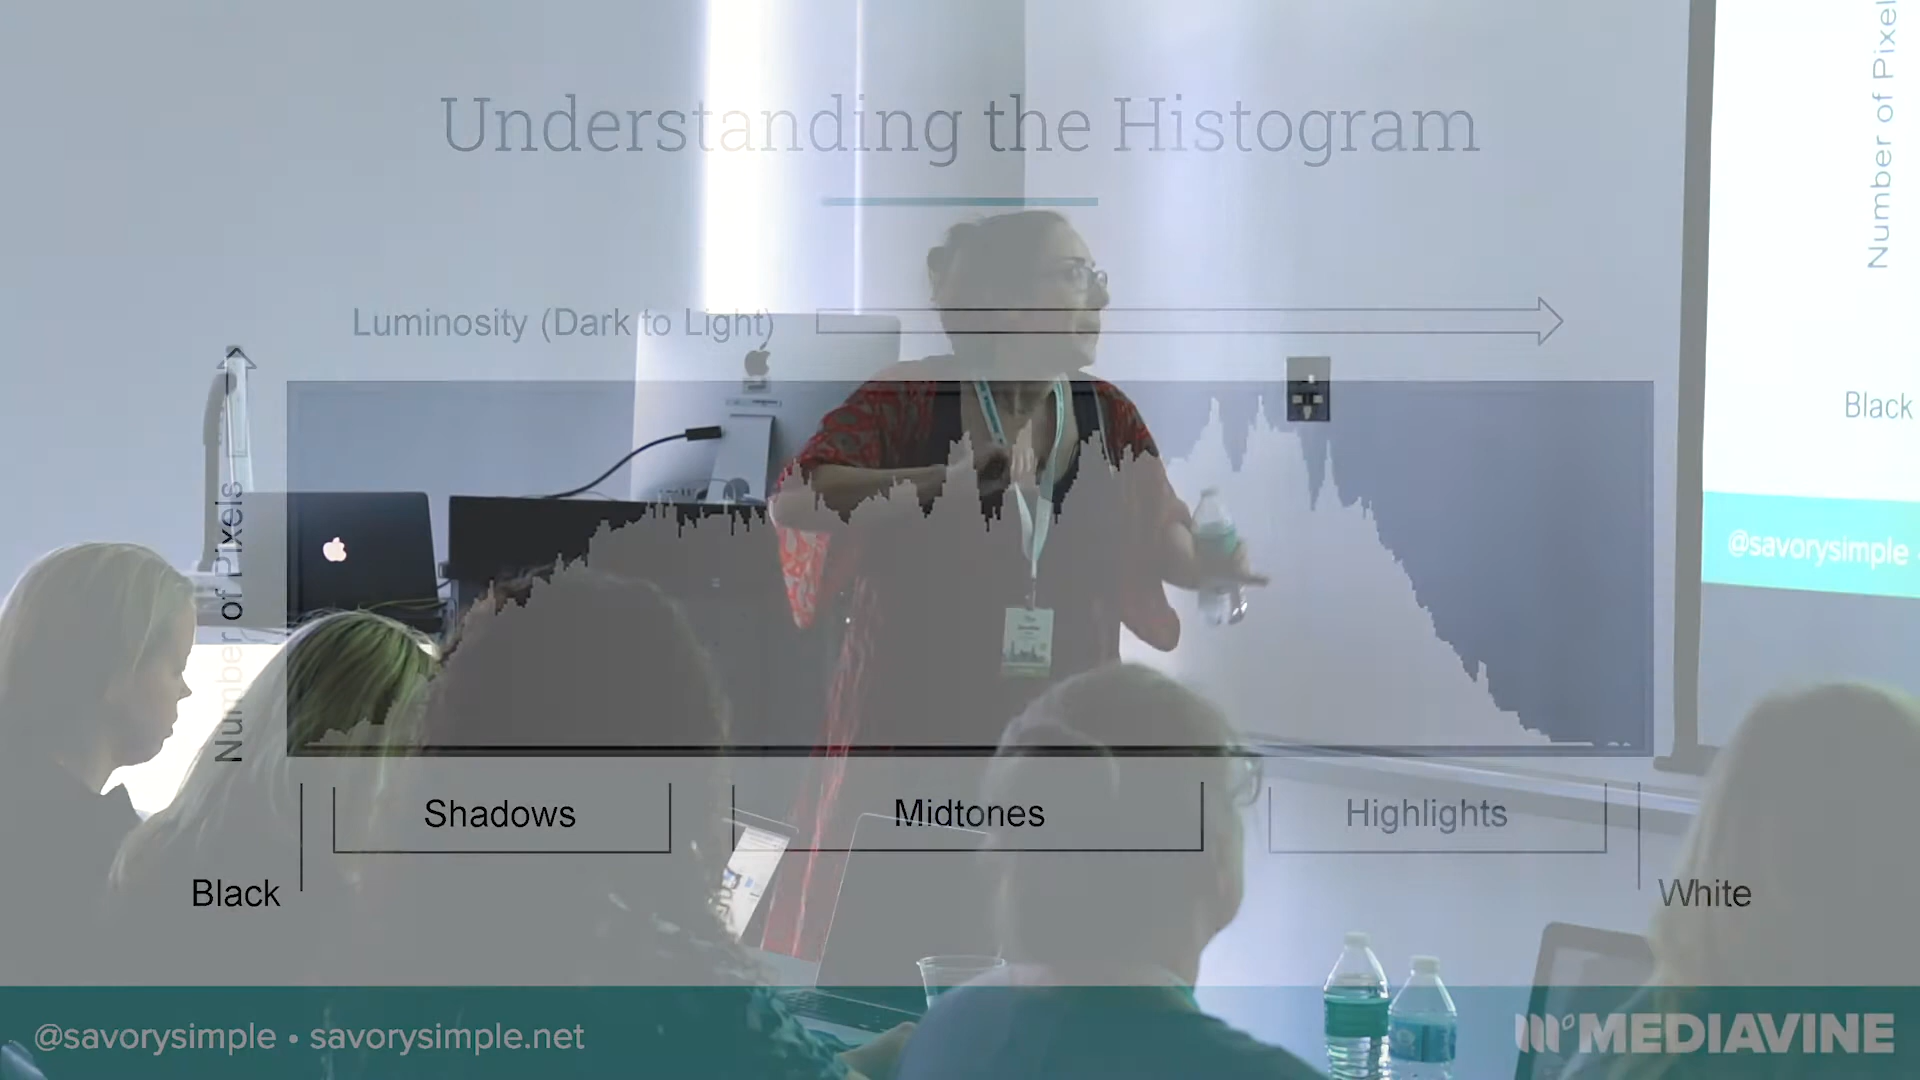 Understanding the Histogram
Luminosity (Dark to Light)
Number of Pixels
Shadows
Midtones
Highlights
Black
White
@savorysimple • savorysimple.net
MEDIAVINE
Number of Pixel
Black
@savorysimple